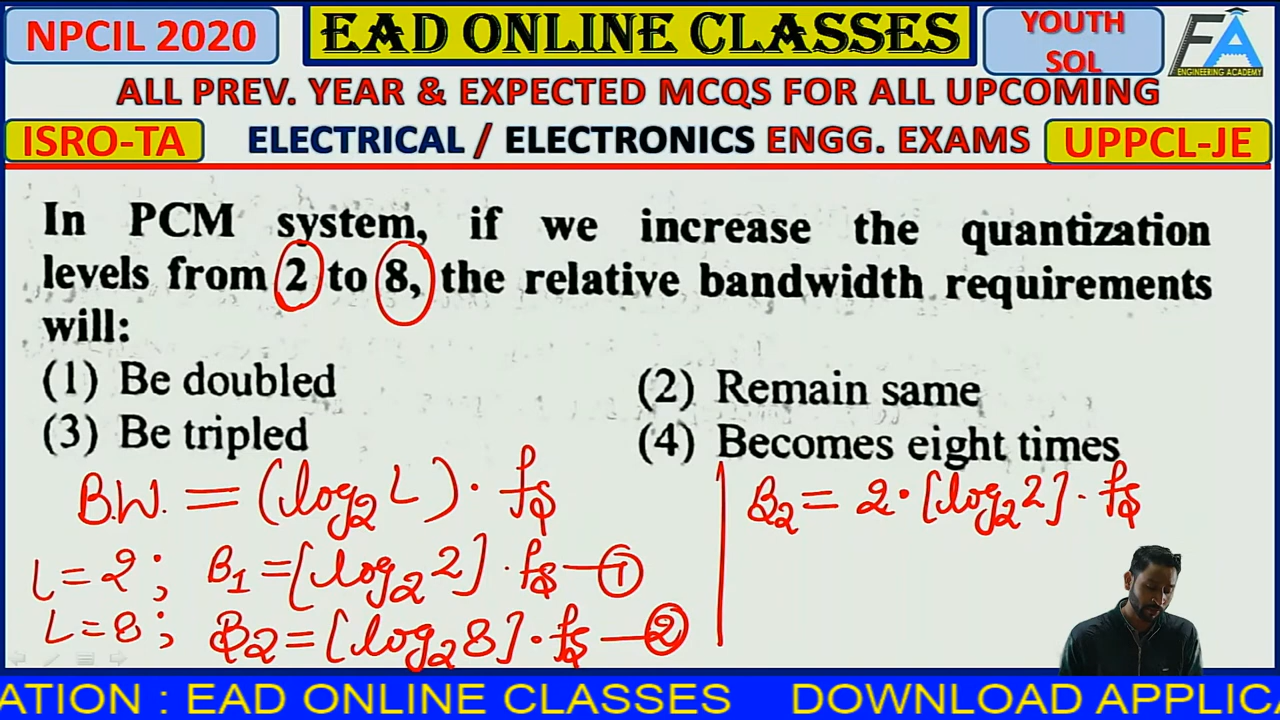 NPCIL 2020
EAD ONLINE CLASSES
YOUTH
SOL
ENGINEERING ACADEMY
ALL PREV. YEAR & EXPECTED MCQS FOR ALL UPCOMING
ISRO-TA
ELECTRICAL / ELECTRONICS ENGG. EXAMS
UPPCL-JE
In PCM system, if we increase the quantization
levels from 2 to 8, the relative bandwidth requirements
will:
(1) Be doubled
(2) Remain same
(3) Be tripled
(4) Becomes eight times
B.W. = (log₂ L) · fs
L = 2 ; B₁ = [log₂ 2] · fs — ①
L = 8 ; B₂ = [log₂ 8] · fs — ②
B₂ = 2 · [log₂ 2] · fs
ATION : EAD ONLINE CLASSES DOWNLOAD APPLICA